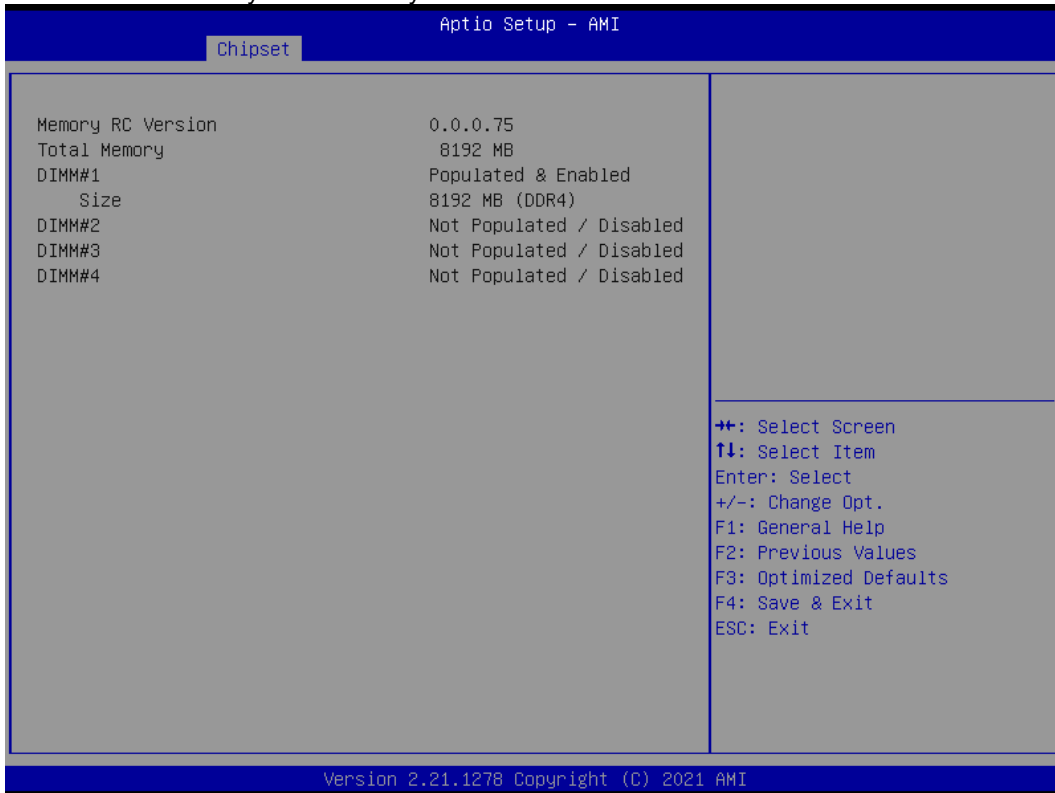 Aptio Setup - AMI
Chipset
Memory RC Version 0.0.0.75
Total Memory 8192 MB
DIMM#1 Populated & Enabled
Size 8192 MB (DDR4)
DIMM#2 Not Populated / Disabled
DIMM#3 Not Populated / Disabled
DIMM#4 Not Populated / Disabled
→←: Select Screen
↑↓: Select Item
Enter: Select
+/-: Change Opt.
F1: General Help
F2: Previous Values
F3: Optimized Defaults
F4: Save & Exit
ESC: Exit
Version 2.21.1278 Copyright (C) 2021 AMI